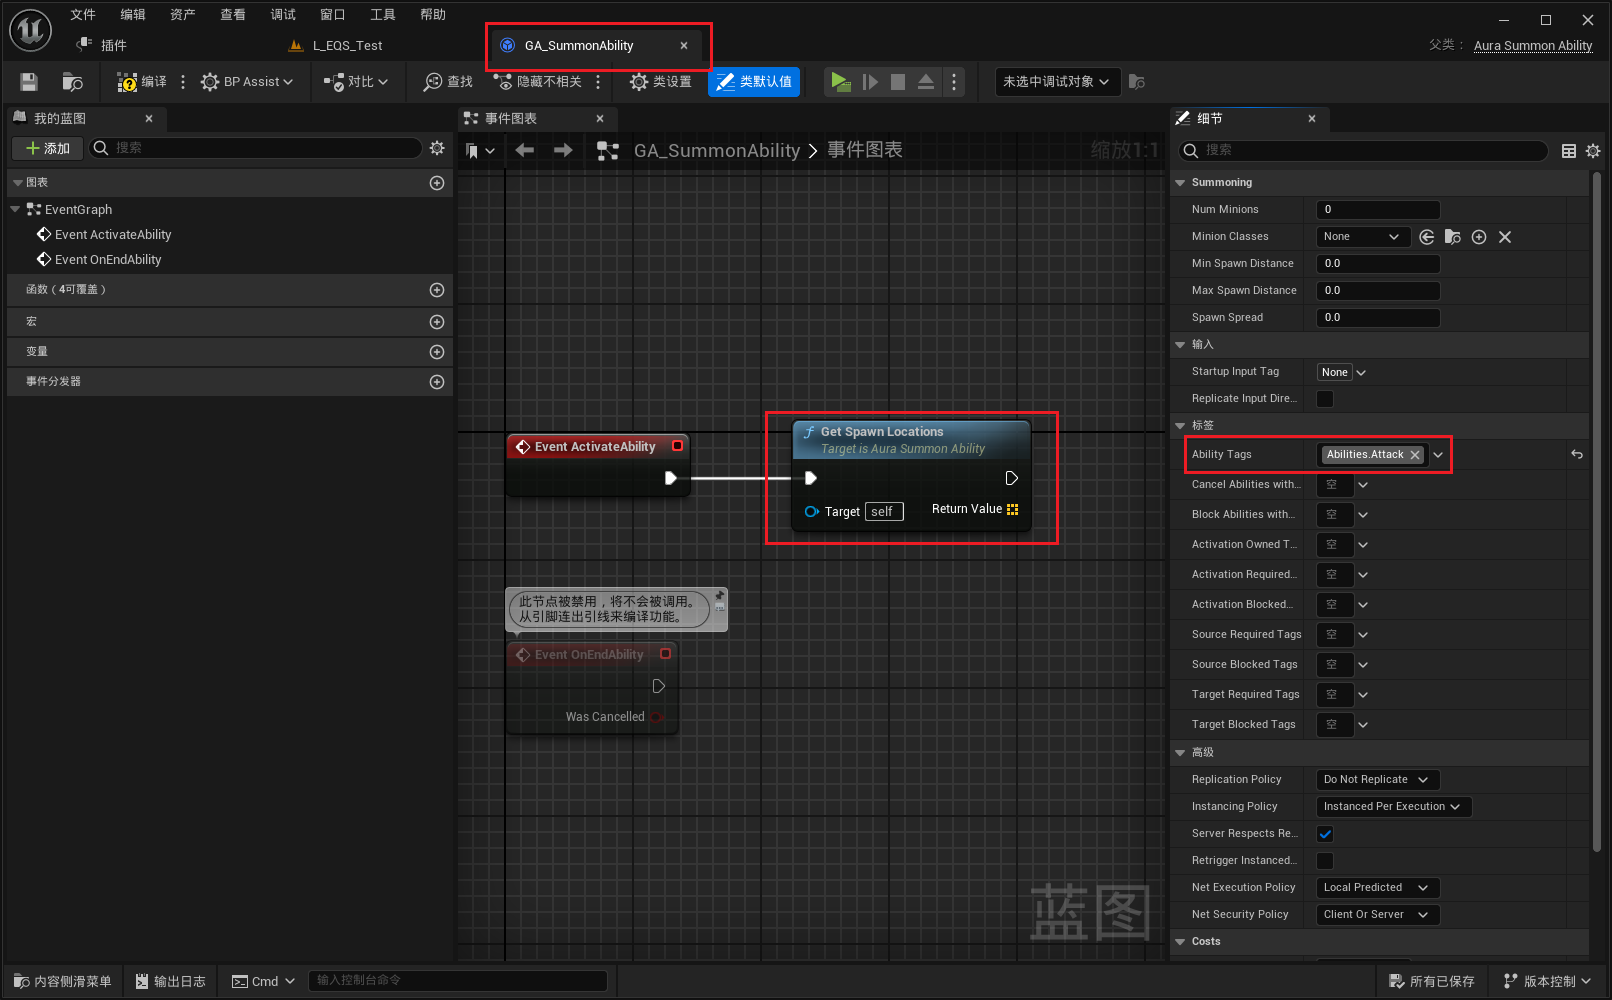 文件 编辑 资产 查看 调试 窗口 工具 帮助
插件 L_EQS_Test GA_SummonAbility
父类： Aura Summon Ability
编译 BP Assist 对比 查找 隐藏不相关 类设置 类默认值 未选中调试对象
我的蓝图
添加 搜索
图表
EventGraph
Event ActivateAbility
Event OnEndAbility
函数（4可覆盖）
宏
变量
事件分发器
事件图表
GA_SummonAbility 事件图表 缩放1:1
Event ActivateAbility
Get Spawn Locations
Target is Aura Summon Ability
Target self
Return Value
此节点被禁用，将不会被调用。
从引脚连出引线来编译功能。
Event OnEndAbility
Was Cancelled
蓝图
细节
搜索
Summoning
Num Minions 0
Minion Classes None
Min Spawn Distance 0.0
Max Spawn Distance 0.0
Spawn Spread 0.0
输入
Startup Input Tag None
Replicate Input Dire...
标签
Ability Tags Abilities.Attack
Cancel Abilities with... 空
Block Abilities with... 空
Activation Owned T... 空
Activation Required... 空
Activation Blocked... 空
Source Required Tags 空
Source Blocked Tags 空
Target Required Tags 空
Target Blocked Tags 空
高级
Replication Policy Do Not Replicate
Instancing Policy Instanced Per Execution
Server Respects Re...
Retrigger Instanced...
Net Execution Policy Local Predicted
Net Security Policy Client Or Server
Costs
内容侧滑菜单 输出日志 Cmd 输入控制台命令 所有已保存 版本控制